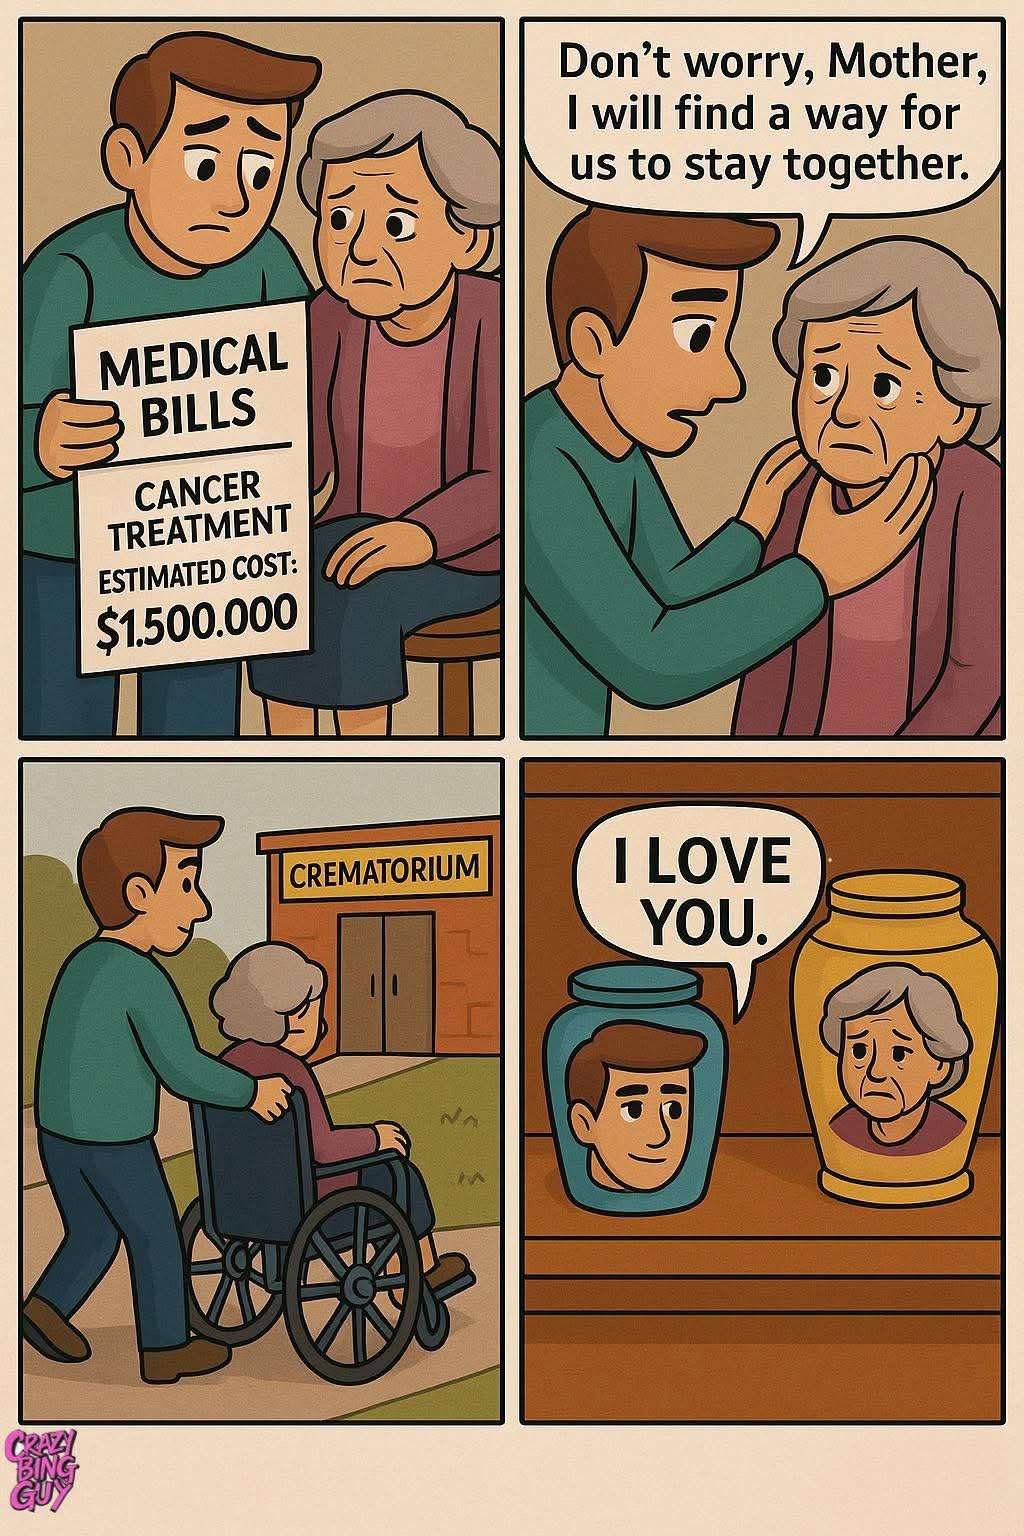 MEDICAL
BILLS
CANCER
TREATMENT
ESTIMATED COST:
$1.500.000
Don't worry, Mother,
I will find a way for
us to stay together.
CREMATORIUM
I LOVE
YOU.
CRAZY
BING
GUY